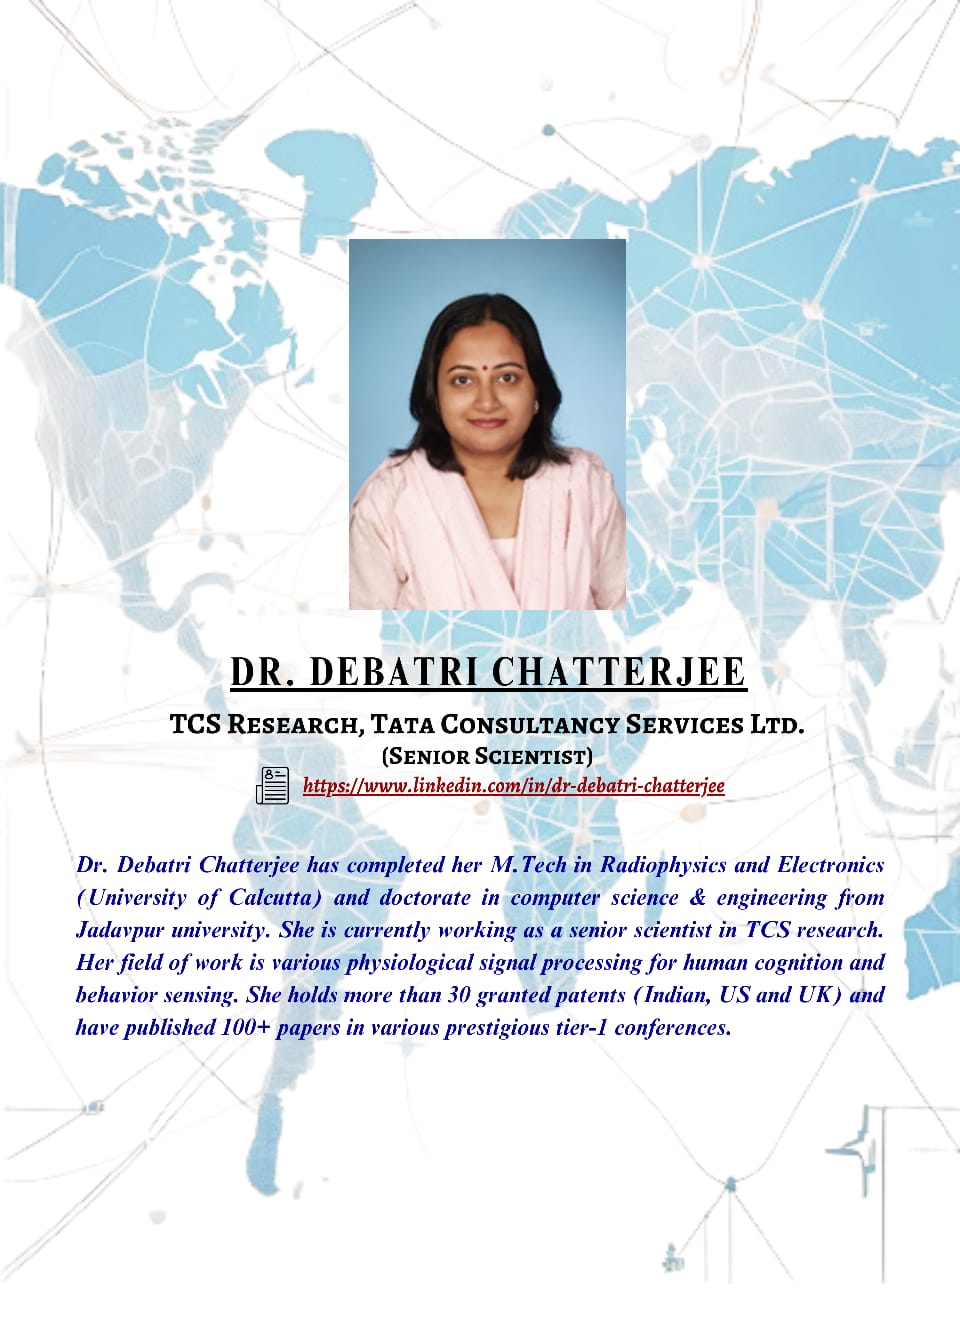 DR. DEBATRI CHATTERJEE
TCS Research, Tata Consultancy Services Ltd.
(Senior Scientist)
https://www.linkedin.com/in/dr-debatri-chatterjee
Dr. Debatri Chatterjee has completed her M.Tech in Radiophysics and Electronics
(University of Calcutta) and doctorate in computer science & engineering from
Jadavpur university. She is currently working as a senior scientist in TCS research.
Her field of work is various physiological signal processing for human cognition and
behavior sensing. She holds more than 30 granted patents (Indian, US and UK) and
have published 100+ papers in various prestigious tier-1 conferences.